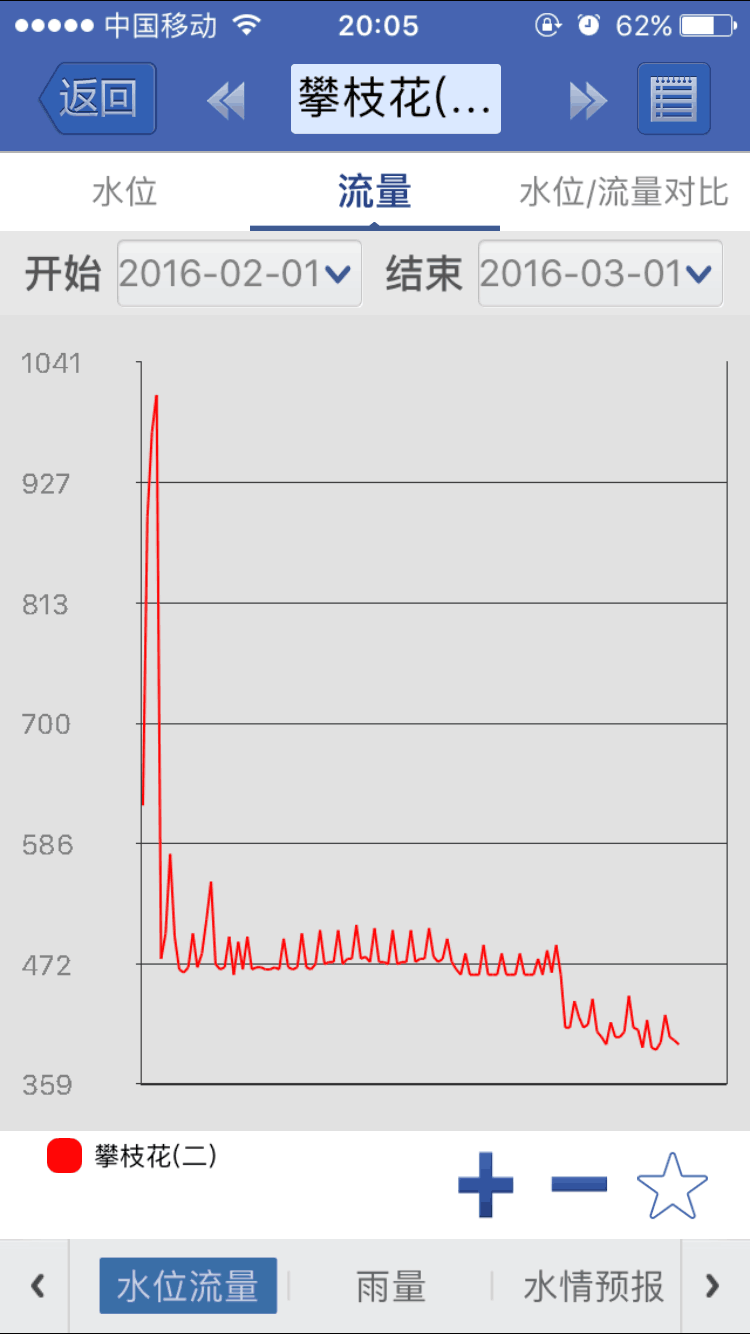 中国移动 20:05 62%
返回 攀枝花(...
水位 流量 水位/流量对比
开始 2016-02-01 结束 2016-03-01
1041
927
813
700
586
472
359
攀枝花(二)
水位流量 雨量 水情预报